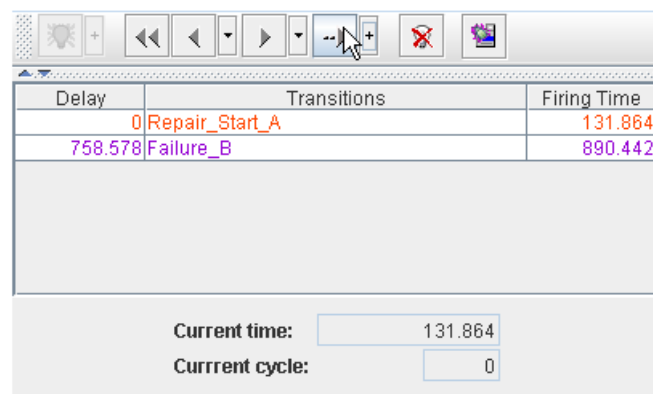 Delay Transitions Firing Time
0 Repair_Start_A 131.864
758.578 Failure_B 890.442
Current time: 131.864
Currrent cycle: 0